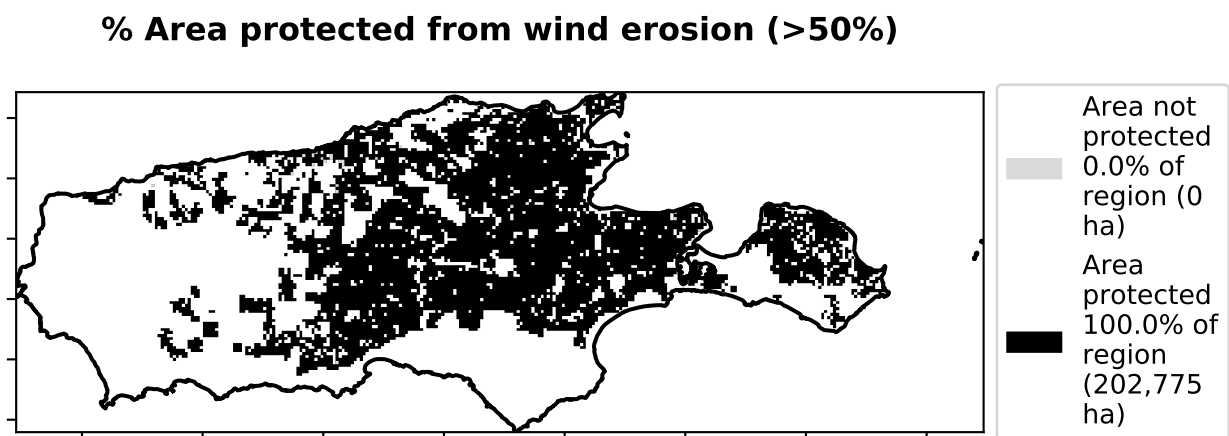 % Area protected from wind erosion (>50%)
Area not
protected
0.0% of
region (0
ha)
Area
protected
100.0% of
region
(202,775
ha)